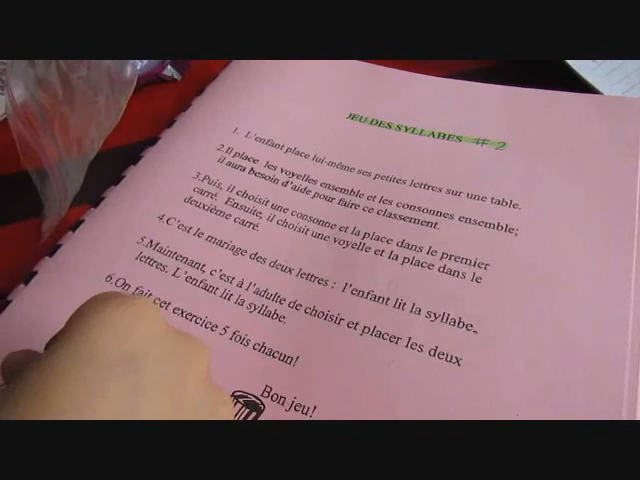 JEU DES SYLLABES # 2
1. L'enfant place lui-même ses petites lettres sur une table.
2.Il place les voyelles ensemble et les consonnes ensemble;
il aura besoin d'aide pour faire ce classement.
3.Puis, il choisit une consonne et la place dans le premier
carré. Ensuite, il choisit une voyelle et la place dans le
deuxième carré.
4.C'est le mariage des deux lettres : l'enfant lit la syllabe.
5.Maintenant, c'est à l'adulte de choisir et placer les deux
lettres. L'enfant lit la syllabe.
6.On fait cet exercice 5 fois chacun!
Bon jeu!